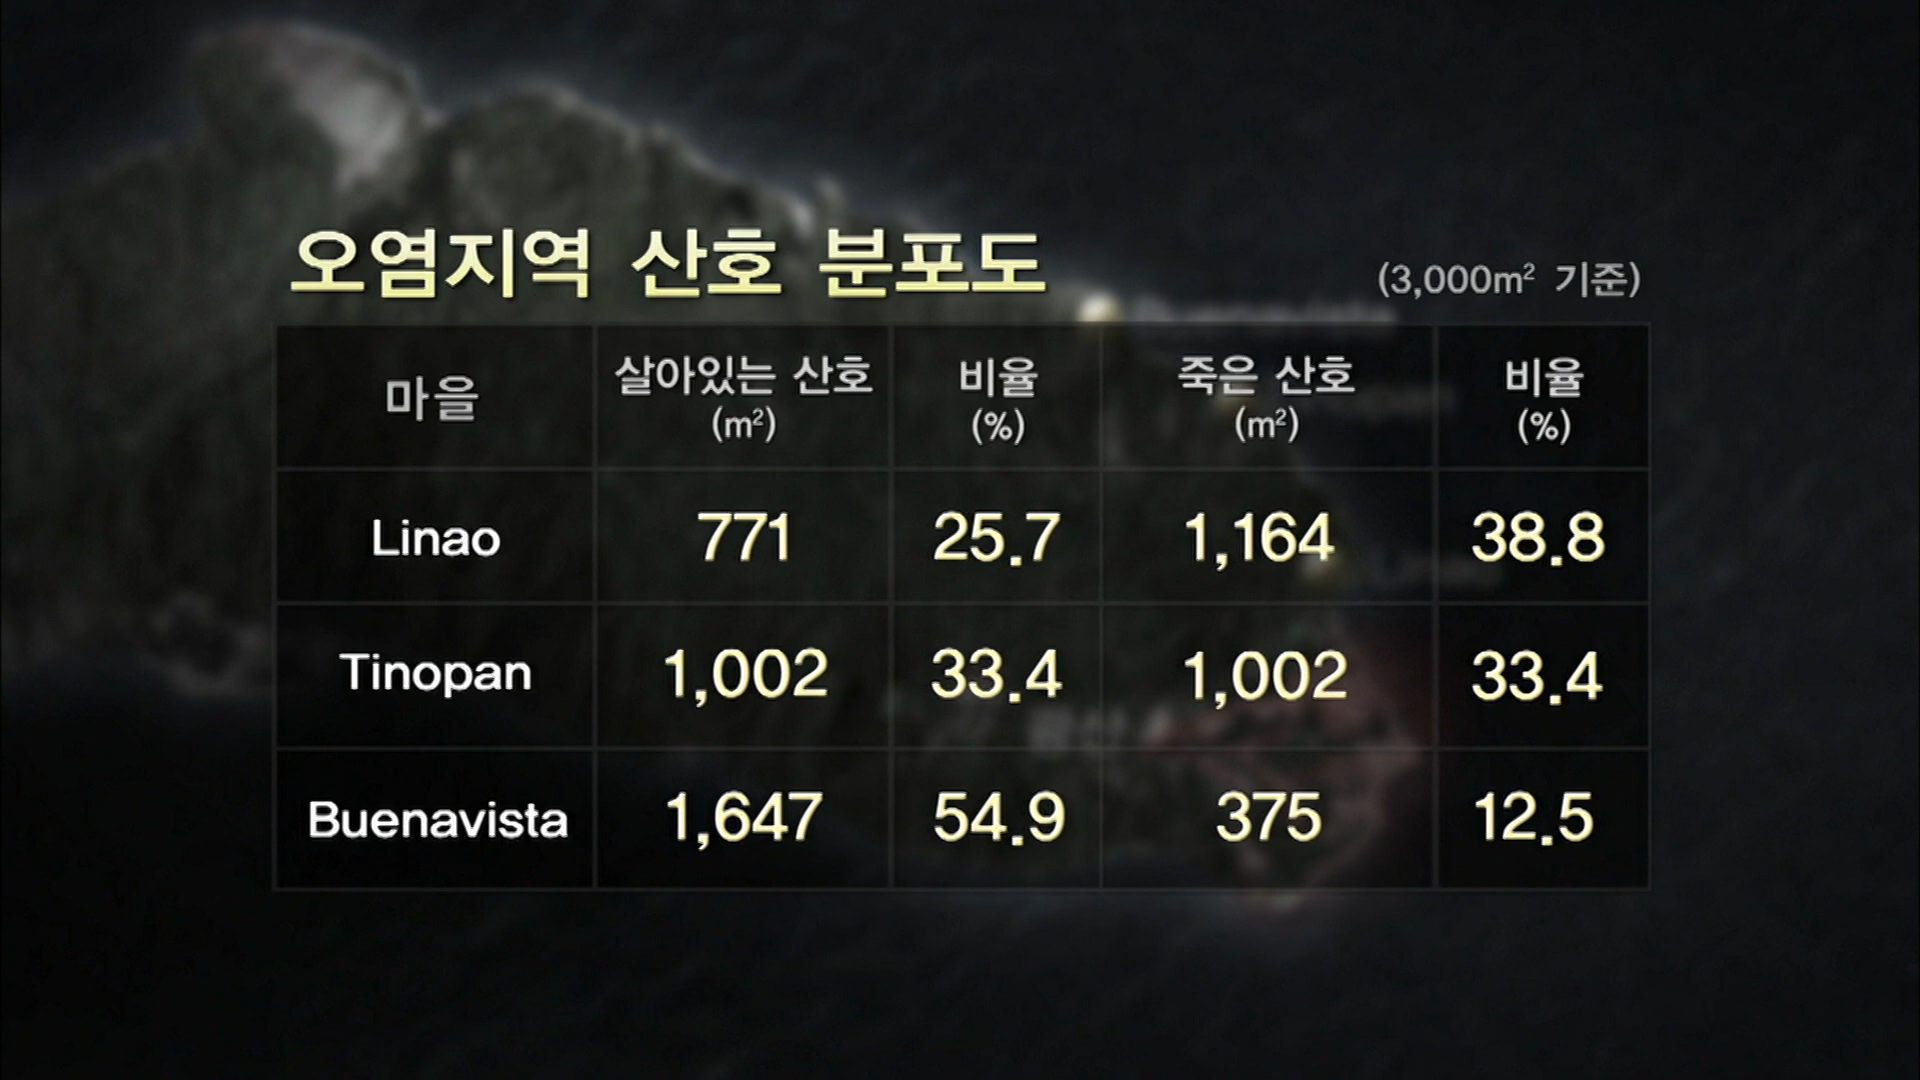 오염지역 산호 분포도
(3,000m² 기준)
마을 살아있는 산호 (m²) 비율 (%) 죽은 산호 (m²) 비율 (%)
Linao 771 25.7 1,164 38.8
Tinopan 1,002 33.4 1,002 33.4
Buenavista 1,647 54.9 375 12.5